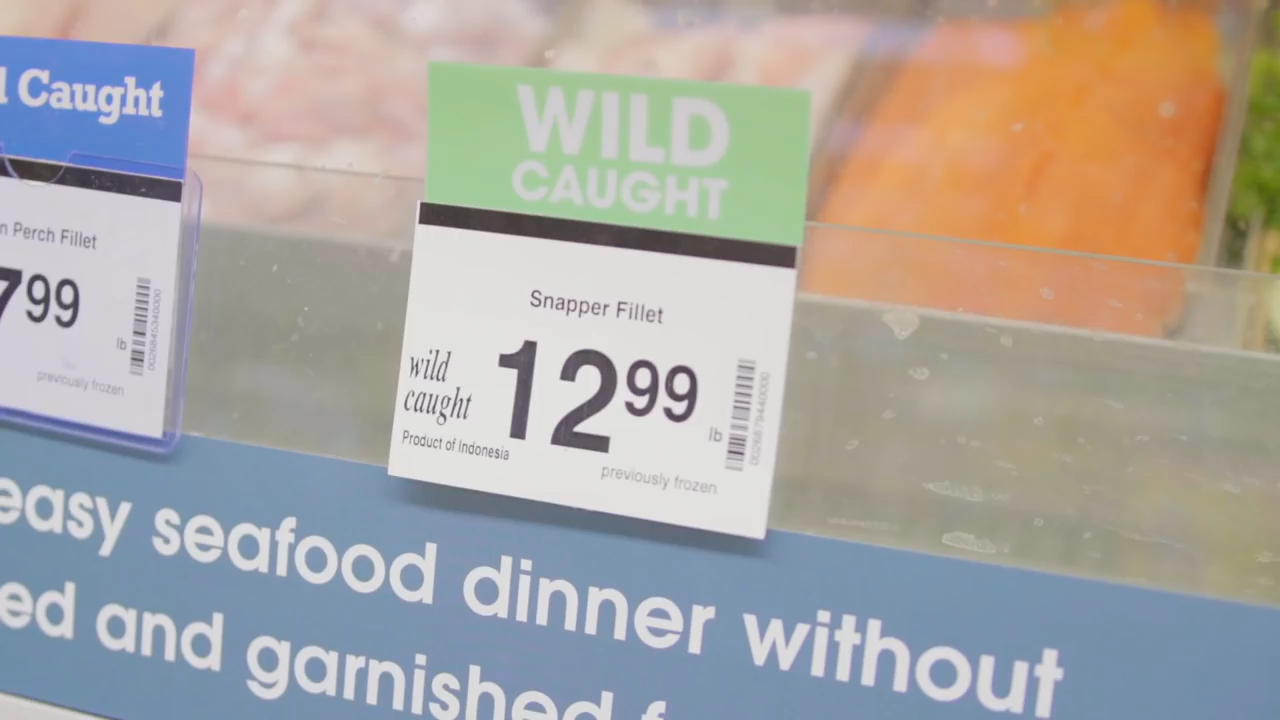 Caught
Perch Fillet
99
lb
previously frozen
WILD
CAUGHT
Snapper Fillet
wild
caught
12 99
lb
Product of Indonesia
previously frozen
easy seafood dinner without
and garnished